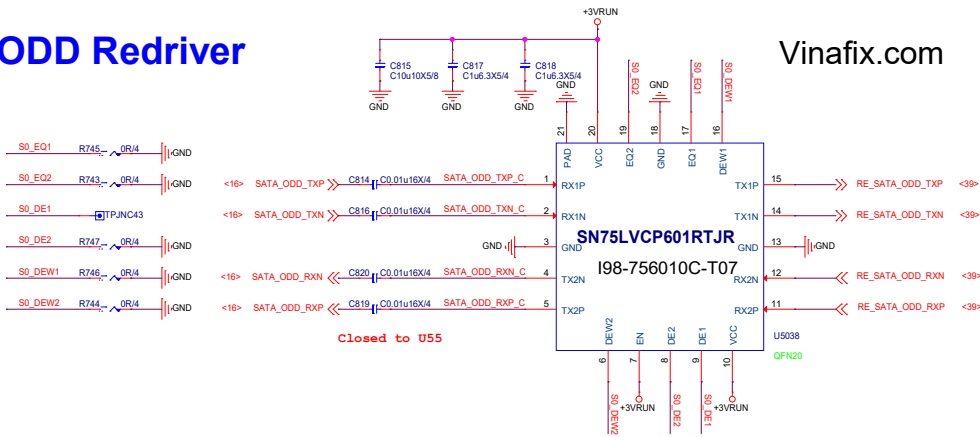 ODD Redriver
Vinafix.com
+3VRUN
C815
C10u10X5/8
C817
C1u6.3X5/4
C818
C1u6.3X5/4
GND
GND
GND
GND
GND
S0_EQ2
S0_EQ1
S0_DEW1
21
20
19
18
17
16
PAD
VCC
EQ2
GND
EQ1
DEW1
S0_EQ1
R745
0R/4
GND
S0_EQ2
R743
0R/4
GND
S0_DE1
TPJNC43
S0_DE2
R747
0R/4
GND
S0_DEW1
R746
0R/4
GND
S0_DEW2
R744
0R/4
GND
<16> SATA_ODD_TXP C814 C0.01u16X/4 SATA_ODD_TXP_C 1 RX1P
<16> SATA_ODD_TXN C816 C0.01u16X/4 SATA_ODD_TXN_C 2 RX1N
GND 3 GND
<16> SATA_ODD_RXN C820 C0.01u16X/4 SATA_ODD_RXN_C 4 TX2N
<16> SATA_ODD_RXP C819 C0.01u16X/4 SATA_ODD_RXP_C 5 TX2P
SN75LVCP601RTJR
I98-756010C-T07
TX1P 15 RE_SATA_ODD_TXP <39>
TX1N 14 RE_SATA_ODD_TXN <39>
GND 13 GND
RX2N 12 RE_SATA_ODD_RXN <39>
RX2P 11 RE_SATA_ODD_RXP <39>
Closed to U55
U5038
QFN20
DEW2
EN
DE2
DE1
VCC
6
7
8
9
10
S0_DEW2
+3VRUN
S0_DE2
S0_DE1
+3VRUN